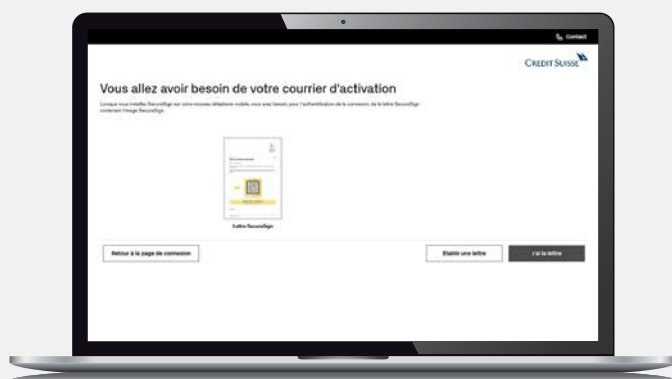 Contact
CREDIT SUISSE
Vous allez avoir besoin de votre courrier d'activation
Lorsque vous installez SecureSign sur votre nouveau téléphone mobile, vous avez besoin, pour l'authentification de la connexion, de la lettre SecureSign
contenant l'image SecureSign.
Lettre SecureSign
Retour à la page de connexion
Etablir une lettre
J'ai la lettre